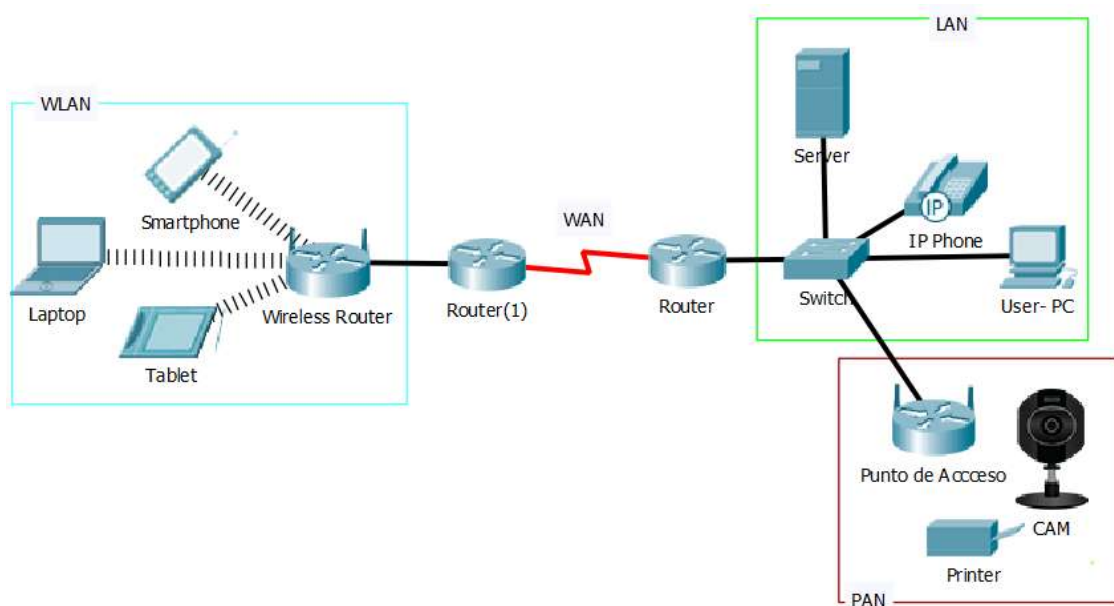 LAN
WLAN
Server
Smartphone
WAN
IP
IP Phone
Laptop
Wireless Router
Router(1)
Router
Switch
User- PC
Tablet
Punto de Accceso
CAM
Printer
PAN